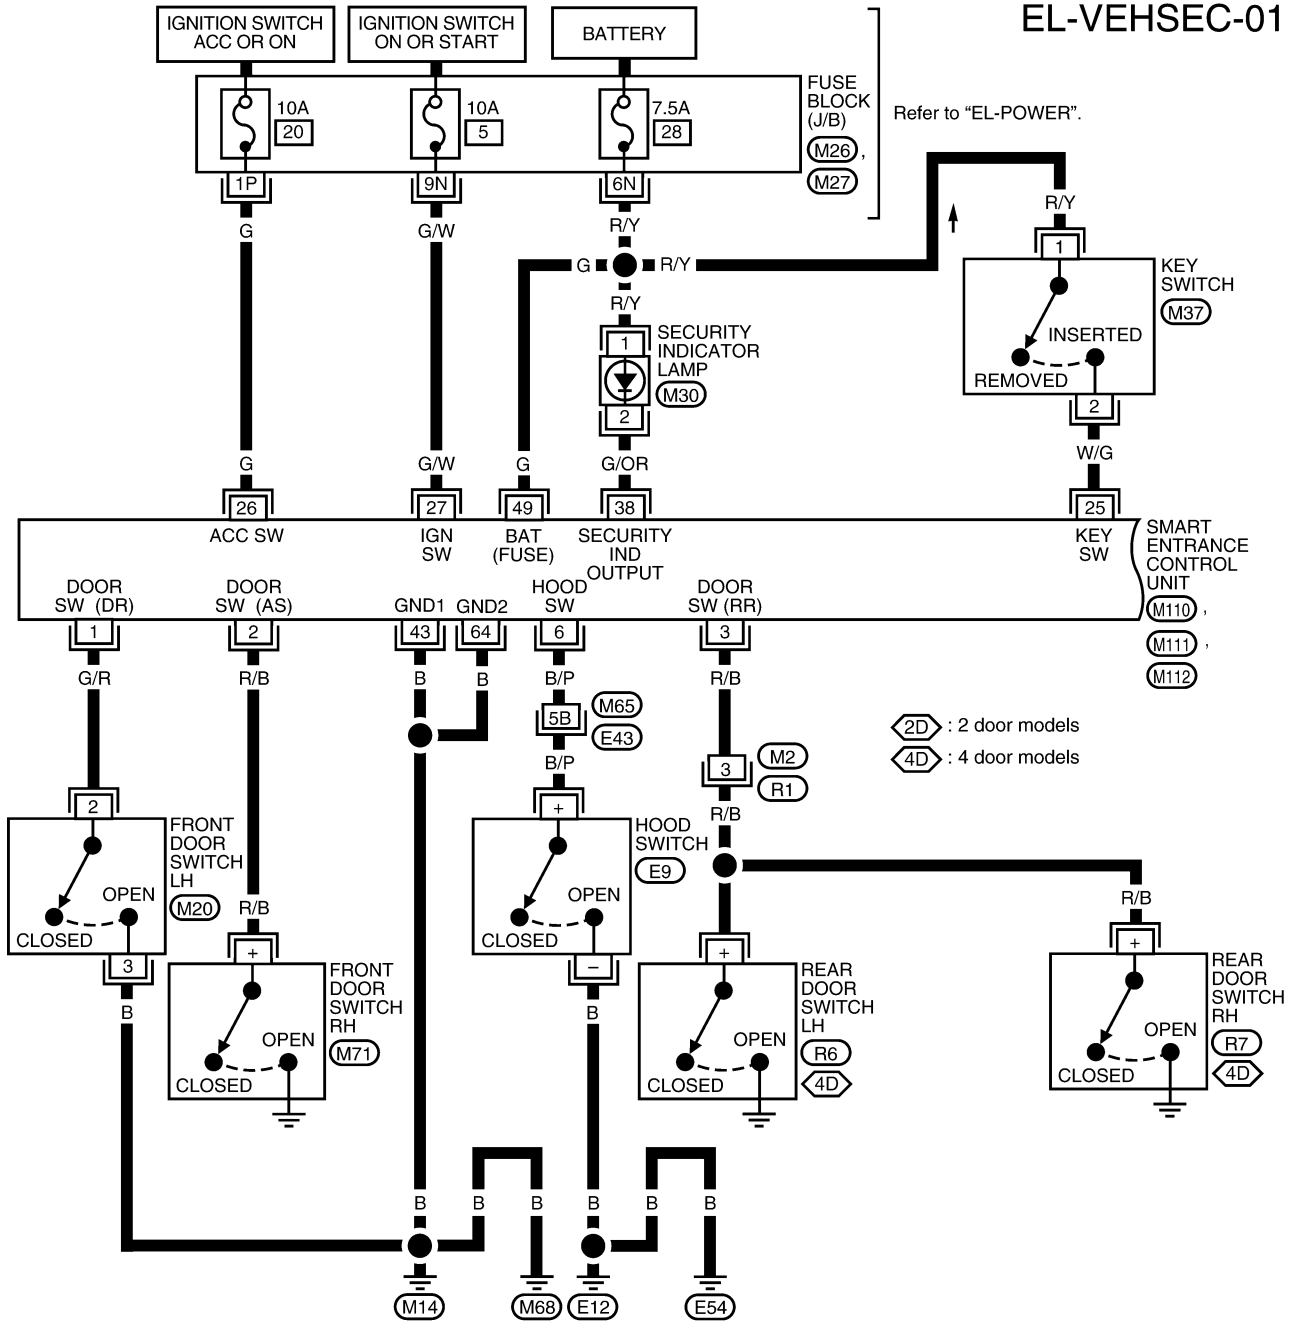 EL-VEHSEC-01
IGNITION SWITCH
ACC OR ON
IGNITION SWITCH
ON OR START
BATTERY
10A
20
10A
5
7.5A
28
FUSE
BLOCK
(J/B)
M26 ,
M27
Refer to “EL-POWER”.
1P
9N
6N
G
G/W
R/Y
R/Y
G
R/Y
R/Y
1
KEY
SWITCH
M37
INSERTED
REMOVED
2
W/G
1
SECURITY
INDICATOR
LAMP
M30
2
G
G/W
G
G/OR
26
27
49
38
25
ACC SW
IGN
SW
BAT
(FUSE)
SECURITY
IND
OUTPUT
KEY
SW
SMART
ENTRANCE
CONTROL
UNIT
M110 ,
M111 ,
M112
DOOR
SW (DR)
DOOR
SW (AS)
GND1
GND2
HOOD
SW
DOOR
SW (RR)
1
2
43
64
6
3
G/R
R/B
B
B
B/P
R/B
5B
M65
E43
B/P
3
M2
R1
R/B
2D : 2 door models
4D : 4 door models
2
FRONT
DOOR
SWITCH
LH
M20
OPEN
CLOSED
3
B
R/B
+
FRONT
DOOR
SWITCH
RH
M71
OPEN
CLOSED
+
HOOD
SWITCH
E9
OPEN
CLOSED
–
B
+
REAR
DOOR
SWITCH
LH
R6
4D
OPEN
CLOSED
R/B
+
REAR
DOOR
SWITCH
RH
R7
4D
OPEN
CLOSED
B
B
B
B
B
B
M14
M68
E12
E54